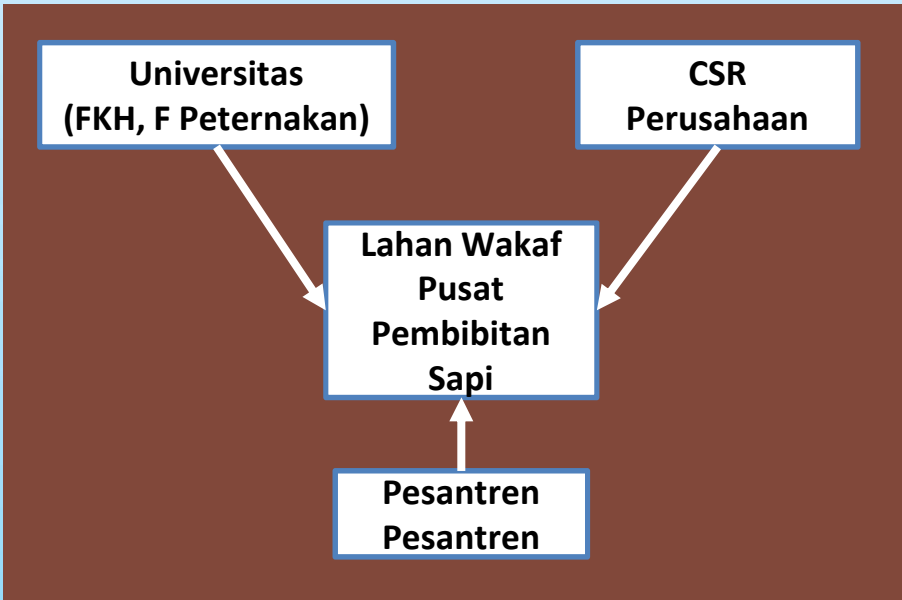 Universitas
(FKH, F Peternakan)
CSR
Perusahaan
Lahan Wakaf
Pusat
Pembibitan
Sapi
Pesantren
Pesantren